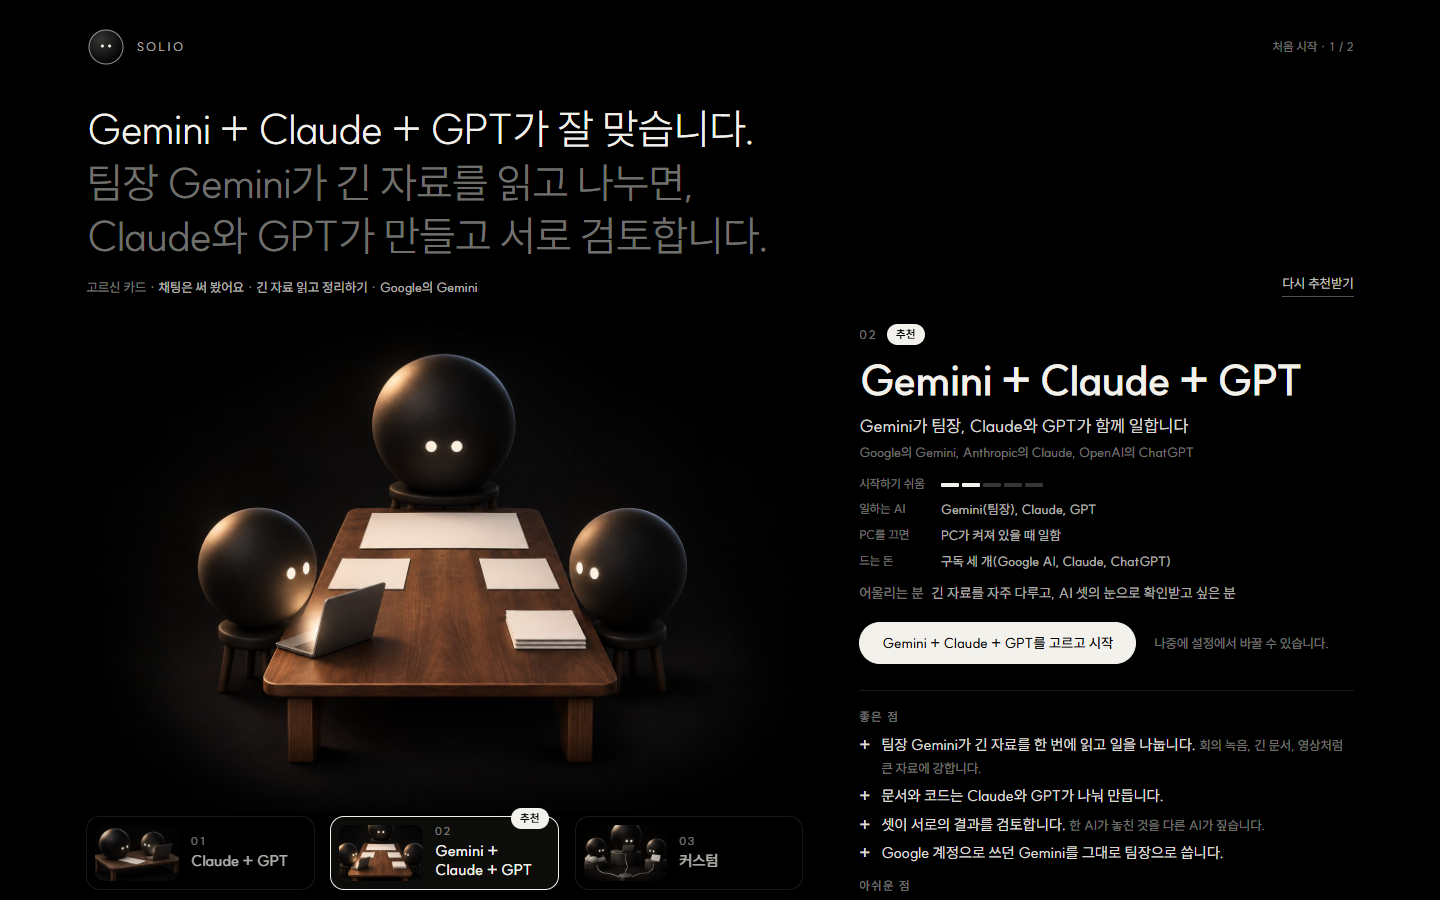 SOLIO
처음 시작 · 1 / 2
Gemini + Claude + GPT가 잘 맞습니다.
팀장 Gemini가 긴 자료를 읽고 나누면,
Claude와 GPT가 만들고 서로 검토합니다.
고르신 카드 · 채팅은 써 봤어요 · 긴 자료 읽고 정리하기 · Google의 Gemini
다시 추천받기
02 추천
Gemini + Claude + GPT
Gemini가 팀장, Claude와 GPT가 함께 일합니다
Google의 Gemini, Anthropic의 Claude, OpenAI의 ChatGPT
시작하기 쉬움
일하는 AI Gemini(팀장), Claude, GPT
PC를 끄면 PC가 켜져 있을 때 일함
드는 돈 구독 세 개(Google AI, Claude, ChatGPT)
어울리는 분 긴 자료를 자주 다루고, AI 셋의 눈으로 확인받고 싶은 분
Gemini + Claude + GPT를 고르고 시작
나중에 설정에서 바꿀 수 있습니다.
좋은 점
+ 팀장 Gemini가 긴 자료를 한 번에 읽고 일을 나눕니다. 회의 녹음, 긴 문서, 영상처럼
큰 자료에 강합니다.
+ 문서와 코드는 Claude와 GPT가 나눠 만듭니다.
+ 셋이 서로의 결과를 검토합니다. 한 AI가 놓친 것을 다른 AI가 짚습니다.
+ Google 계정으로 쓰던 Gemini를 그대로 팀장으로 씁니다.
아쉬운 점
01
Claude + GPT
추천
02
Gemini +
Claude + GPT
03
커스텀